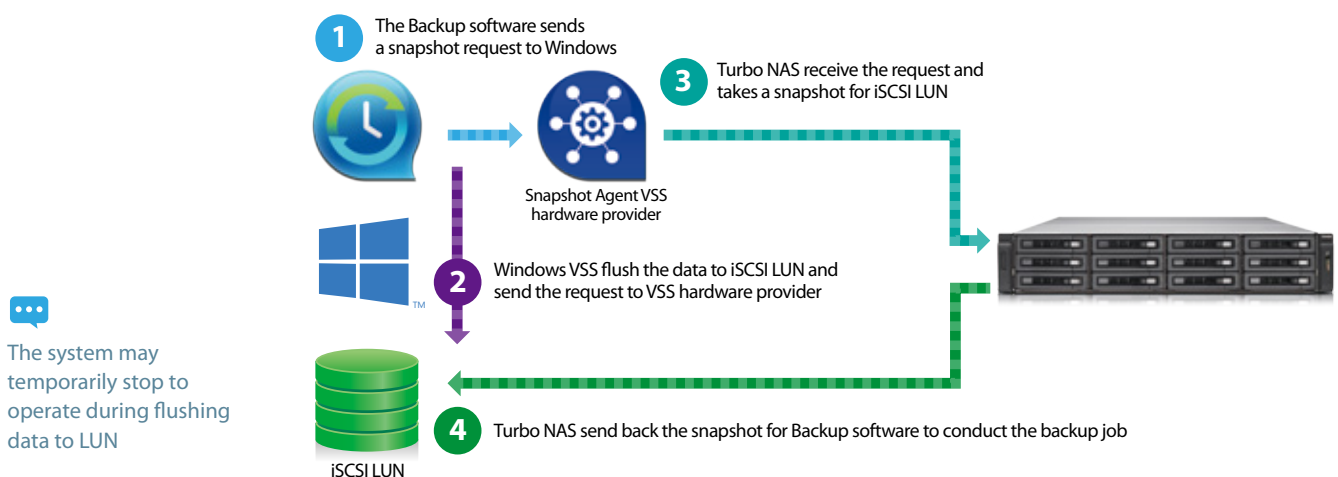 1
The Backup software sends
a snapshot request to Windows
3
Turbo NAS receive the request and
takes a snapshot for iSCSI LUN
Snapshot Agent VSS
hardware provider
TM
2
Windows VSS flush the data to iSCSI LUN and
send the request to VSS hardware provider
The system may
temporarily stop to
operate during flushing
data to LUN
4
Turbo NAS send back the snapshot for Backup software to conduct the backup job
iSCSI LUN